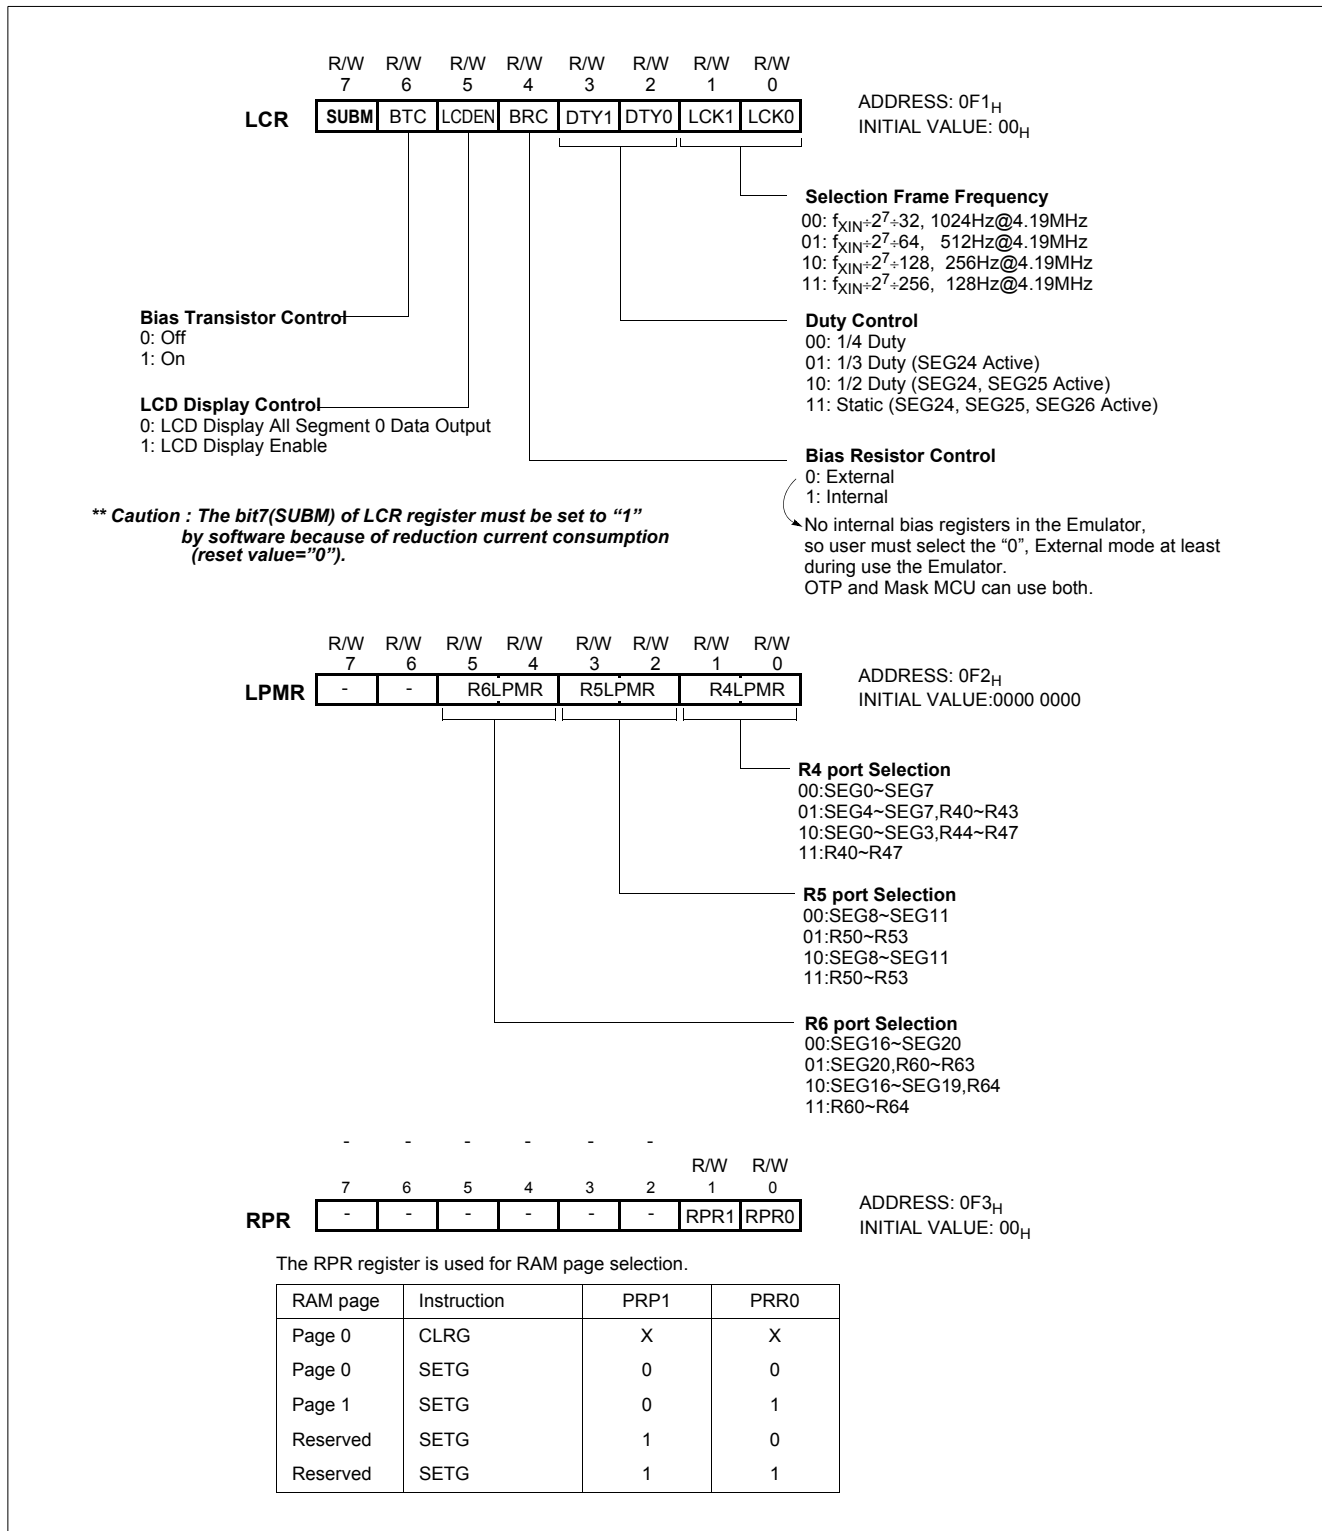 R/W R/W R/W R/W R/W R/W R/W R/W
7 6 5 4 3 2 1 0
LCR SUBM BTC LCDEN BRC DTY1 DTY0 LCK1 LCK0
ADDRESS: 0F1H
INITIAL VALUE: 00H
Selection Frame Frequency
00: fXIN÷2⁷÷32, 1024Hz@4.19MHz
01: fXIN÷2⁷÷64, 512Hz@4.19MHz
10: fXIN÷2⁷÷128, 256Hz@4.19MHz
11: fXIN÷2⁷÷256, 128Hz@4.19MHz
Bias Transistor Control
0: Off
1: On
Duty Control
00: 1/4 Duty
01: 1/3 Duty (SEG24 Active)
10: 1/2 Duty (SEG24, SEG25 Active)
11: Static (SEG24, SEG25, SEG26 Active)
LCD Display Control
0: LCD Display All Segment 0 Data Output
1: LCD Display Enable
Bias Resistor Control
0: External
1: Internal
No internal bias registers in the Emulator,
so user must select the “0”, External mode at least
during use the Emulator.
OTP and Mask MCU can use both.
** Caution : The bit7(SUBM) of LCR register must be set to “1”
by software because of reduction current consumption
(reset value=”0”).
R/W R/W R/W R/W R/W R/W R/W R/W
7 6 5 4 3 2 1 0
LPMR - - R6LPMR R5LPMR R4LPMR
ADDRESS: 0F2H
INITIAL VALUE:0000 0000
R4 port Selection
00:SEG0~SEG7
01:SEG4~SEG7,R40~R43
10:SEG0~SEG3,R44~R47
11:R40~R47
R5 port Selection
00:SEG8~SEG11
01:R50~R53
10:SEG8~SEG11
11:R50~R53
R6 port Selection
00:SEG16~SEG20
01:SEG20,R60~R63
10:SEG16~SEG19,R64
11:R60~R64
- - - - - -
R/W R/W
7 6 5 4 3 2 1 0
RPR - - - - - - RPR1 RPR0
ADDRESS: 0F3H
INITIAL VALUE: 00H
The RPR register is used for RAM page selection.
RAM page Instruction PRP1 PRR0
Page 0 CLRG X X
Page 0 SETG 0 0
Page 1 SETG 0 1
Reserved SETG 1 0
Reserved SETG 1 1